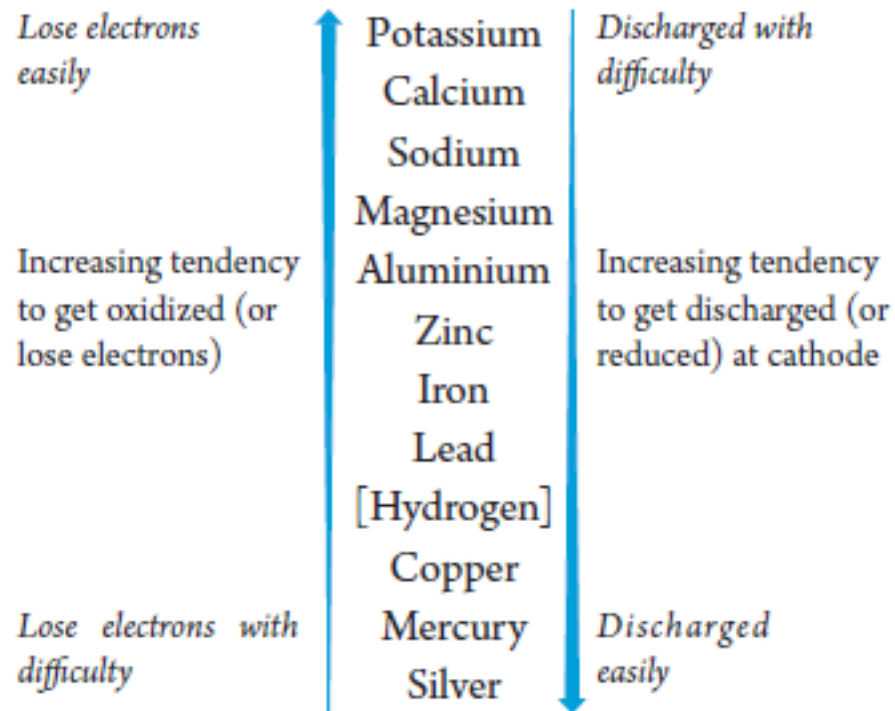 Lose electrons
easily
Increasing tendency
to get oxidized (or
lose electrons)
Lose electrons with
difficulty
Potassium
Calcium
Sodium
Magnesium
Aluminium
Zinc
Iron
Lead
[Hydrogen]
Copper
Mercury
Silver
Discharged with
difficulty
Increasing tendency
to get discharged (or
reduced) at cathode
Discharged
easily